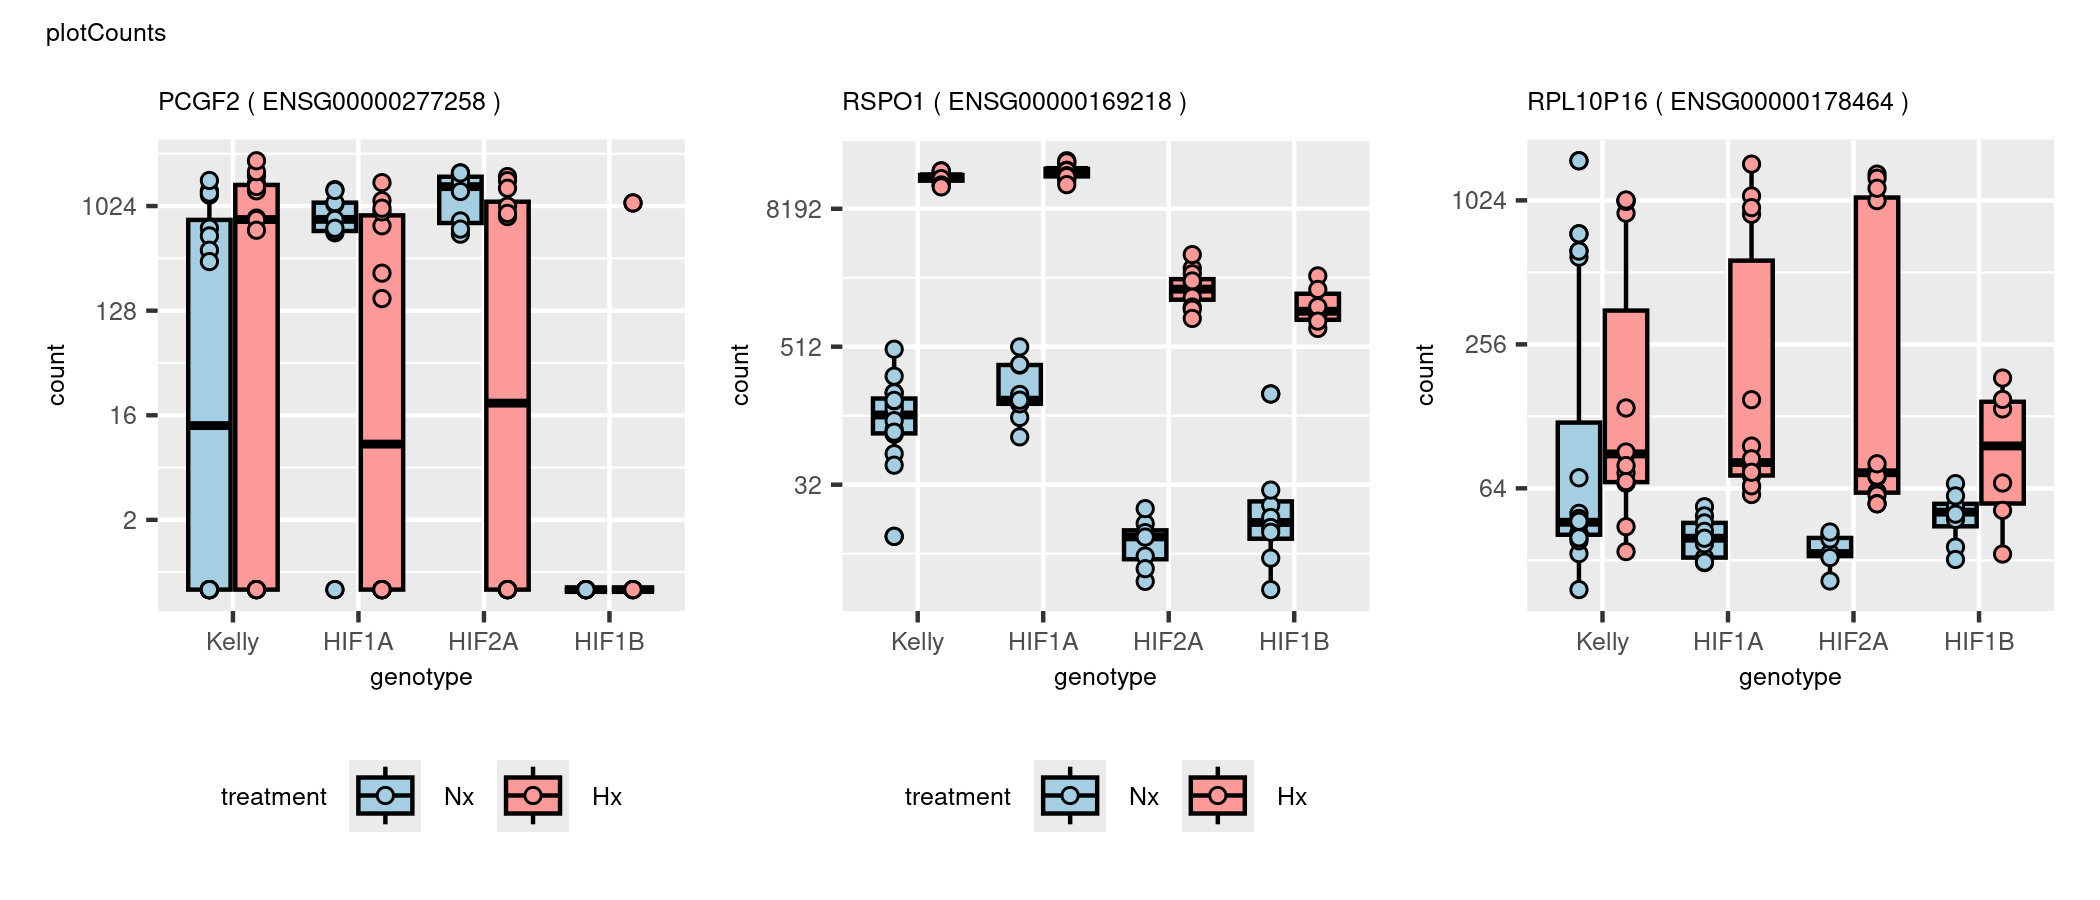 plotCounts
PCGF2 ( ENSG00000277258 )
count
1024
128
16
2
Kelly HIF1A HIF2A HIF1B
genotype
treatment Nx Hx
RSPO1 ( ENSG00000169218 )
count
8192
512
32
Kelly HIF1A HIF2A HIF1B
genotype
treatment Nx Hx
RPL10P16 ( ENSG00000178464 )
count
1024
256
64
Kelly HIF1A HIF2A HIF1B
genotype